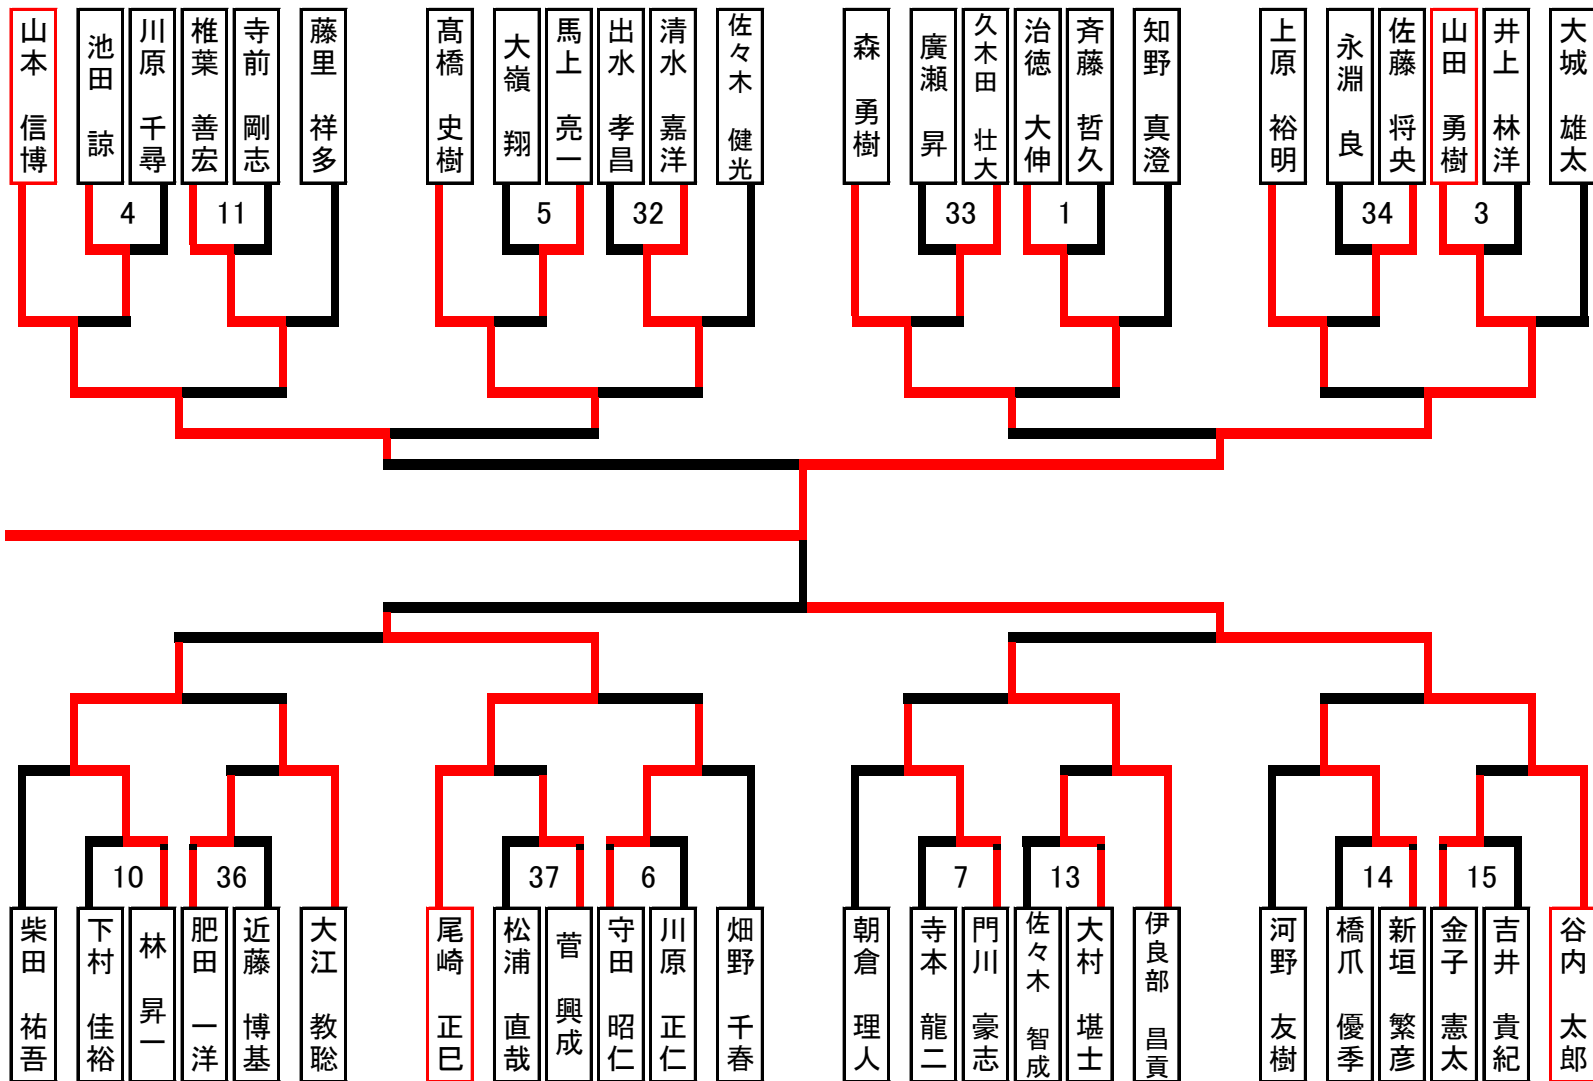 山本 信博
池田 諒
川原 千尋
椎葉 善宏
寺前 剛志
藤里 祥多
髙橋 史樹
大嶺 翔
馬上 亮一
出水 孝昌
清水 嘉洋
佐々木 健光
森 勇樹
廣瀬 昇
久木田 壮大
治徳 大伸
斉藤 哲久
知野 真澄
上原 裕明
永淵 良
佐藤 将央
山田 勇樹
井上 林洋
大城 雄太
4
11
5
32
33
1
34
3
10
36
37
6
7
13
14
15
柴田 祐吾
下村 佳裕
林 昇一
肥田 一洋
近藤 博基
大江 教聡
尾崎 正巳
松浦 直哉
菅 興成
守田 昭仁
川原 正仁
畑野 千春
朝倉 理人
寺本 龍二
門川 豪志
佐々木 智成
大村 堪士
伊良部 昌貢
河野 友樹
橋爪 優季
新垣 繁彦
金子 憲太
吉井 貴紀
谷内 太郎